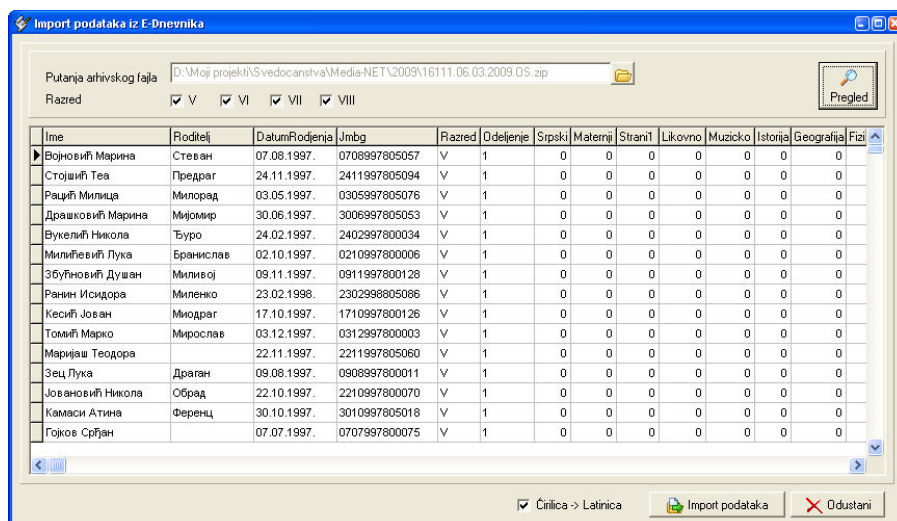 Import podataka iz E-Dnevnika
Putanja arhivskog fajla D:\Moji projekti\Svedocanstva\Media-NET\2009\16111.06.03.2009.OS.zip
Razred V VI VII VIII
Pregled
Ime Roditelj DatumRodjenja Jmbg Razred Odeljenje Srpski Maternji Strani1 Likovno Muzicko Istorija Geografija Fizi
Војновић Марина Стеван 07.08.1997. 0708997805057 V 1 0 0 0 0 0 0 0
Стојшић Теа Предраг 24.11.1997. 2411997805094 V 1 0 0 0 0 0 0 0
Рацић Милица Милорад 03.05.1997. 0305997805076 V 1 0 0 0 0 0 0 0
Драшковић Марина Мијомир 30.06.1997. 3006997805053 V 1 0 0 0 0 0 0 0
Вукелић Никола Ђуро 24.02.1997. 2402997800034 V 1 0 0 0 0 0 0 0
Милићевић Лука Бранислав 02.10.1997. 0210997800006 V 1 0 0 0 0 0 0 0
Збућновић Душан Миливој 09.11.1997. 0911997800128 V 1 0 0 0 0 0 0 0
Ранин Исидора Миленко 23.02.1998. 2302998805086 V 1 0 0 0 0 0 0 0
Кесић Јован Миодраг 17.10.1997. 1710997800126 V 1 0 0 0 0 0 0 0
Томић Марко Мирослав 03.12.1997. 0312997800003 V 1 0 0 0 0 0 0 0
Маријаш Теодора 22.11.1997. 2211997805060 V 1 0 0 0 0 0 0 0
Зец Лука Драган 09.08.1997. 0908997800011 V 1 0 0 0 0 0 0 0
Јовановић Никола Обрад 22.10.1997. 2210997800070 V 1 0 0 0 0 0 0 0
Камаси Атина Ференц 30.10.1997. 3010997805018 V 1 0 0 0 0 0 0 0
Гојков Срђан 07.07.1997. 0707997800075 V 1 0 0 0 0 0 0 0
Ćirilica -> Latinica Import podataka Odustani